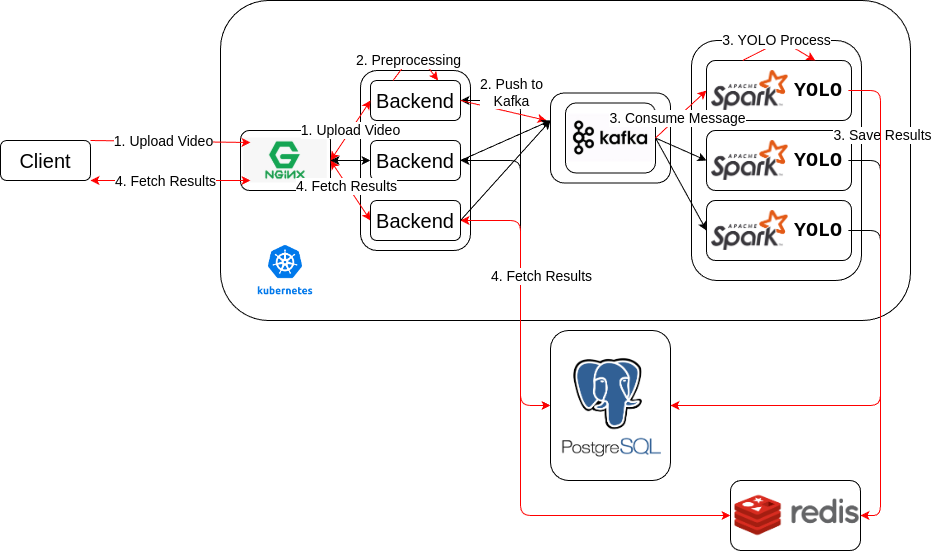 3. YOLO Process
2. Preprocessing
APACHE
Spark
YOLO
2. Push to
Kafka
Backend
3. Consume Message
1. Upload Video
1. Upload Video
3. Save Results
kafka
NGINX
Client
Backend
APACHE
Spark
YOLO
4. Fetch Results
4. Fetch Results
Backend
APACHE
Spark
YOLO
4. Fetch Results
kubernetes
PostgreSQL
redis